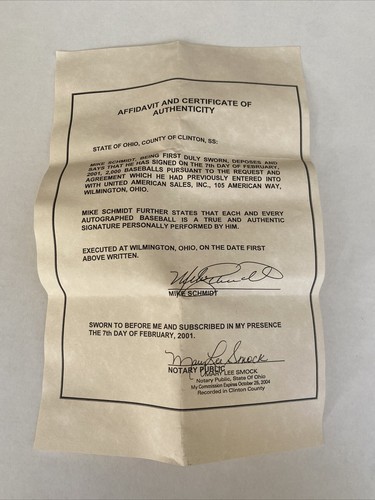 AFFIDAVIT AND CERTIFICATE OF
AUTHENTICITY
STATE OF OHIO, COUNTY OF CLINTON, SS:
MIKE SCHMIDT, BEING FIRST DULY SWORN, DEPOSES AND
SAYS THAT HE HAS SIGNED ON THE 7TH DAY OF FEBRUARY,
2001, 2,000 BASEBALLS PURSUANT TO THE REQUEST AND
AGREEMENT WHICH HE HAD PREVIOUSLY ENTERED INTO
WITH UNITED AMERICAN SALES, INC., 105 AMERICAN WAY,
WILMINGTON, OHIO.
MIKE SCHMIDT FURTHER STATES THAT EACH AND EVERY
AUTOGRAPHED BASEBALL IS A TRUE AND AUTHENTIC
SIGNATURE PERSONALLY PERFORMED BY HIM.
EXECUTED AT WILMINGTON, OHIO, ON THE DATE FIRST
ABOVE WRITTEN.
Mike Schmidt
MIKE SCHMIDT
SWORN TO BEFORE ME AND SUBSCRIBED IN MY PRESENCE
THE 7TH DAY OF FEBRUARY, 2001.
Mary Lee Smock
NOTARY PUBLIC
MARY LEE SMOCK
Notary Public, State Of Ohio
My Commission Expires October 25, 2004
Recorded in Clinton County